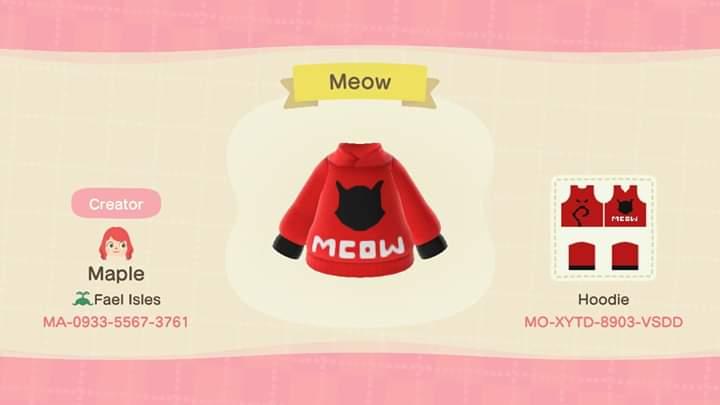 Meow
Creator
Maple
Fael Isles
MA-0933-5567-3761
MEOW
MEOW
Hoodie
MO-XYTD-8903-VSDD